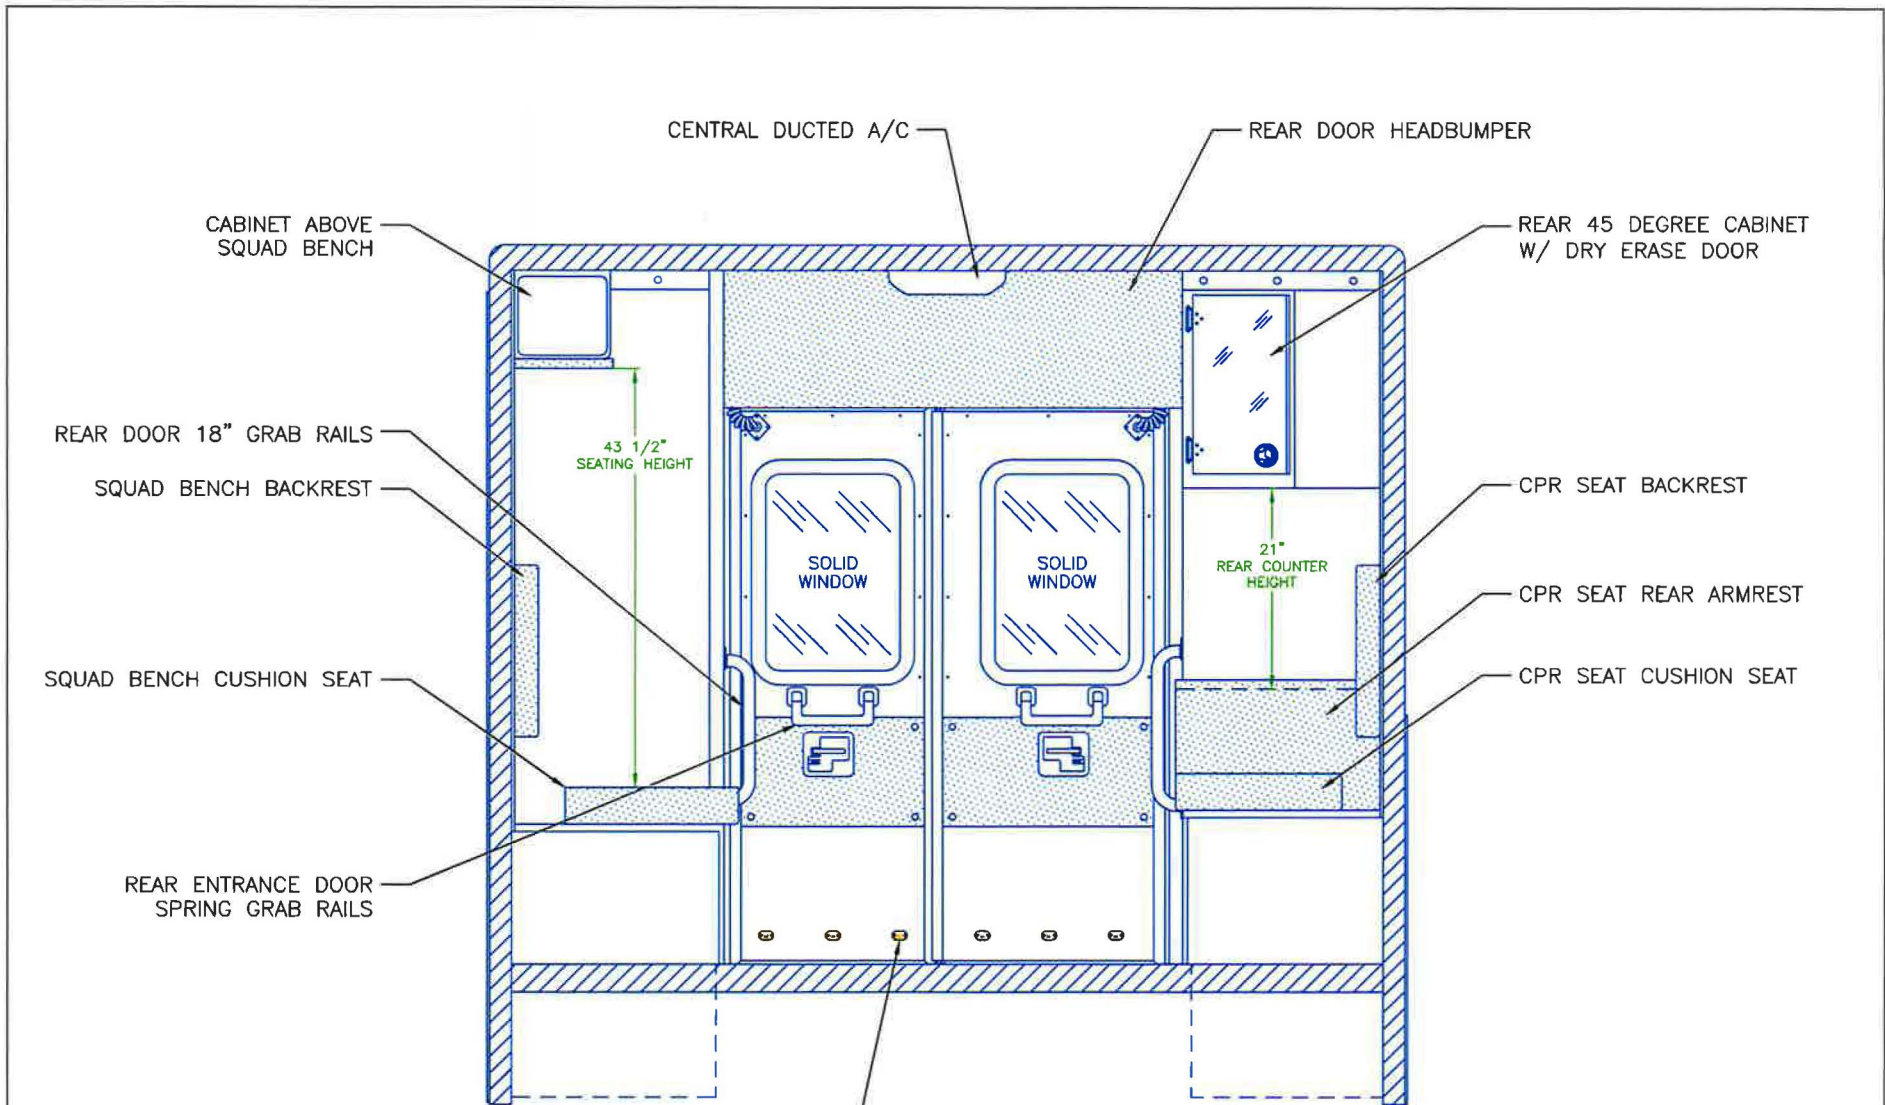 CENTRAL DUCTED A/C
REAR DOOR HEADBUMPER
CABINET ABOVE
SQUAD BENCH
REAR 45 DEGREE CABINET
W/ DRY ERASE DOOR
REAR DOOR 18" GRAB RAILS
43 1/2"
SEATING HEIGHT
SQUAD BENCH BACKREST
CPR SEAT BACKREST
SOLID
WINDOW
SOLID
WINDOW
21"
REAR COUNTER
HEIGHT
CPR SEAT REAR ARMREST
SQUAD BENCH CUSHION SEAT
CPR SEAT CUSHION SEAT
REAR ENTRANCE DOOR
SPRING GRAB RAILS